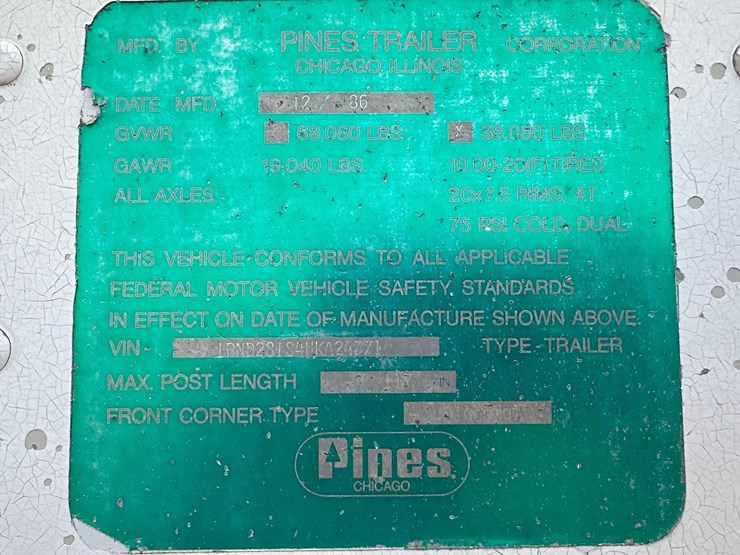 MFD BY PINES TRAILER CORPORATION
CHICAGO, ILLINOIS
DATE MFD. 12 / 86
GVWR 68,060 LBS. X 38,080 LBS.
GAWR 19,040 LBS. 10:00-20(F) TIRES
ALL AXLES 20x7.5 RIMS, AT
75 PSI COLD, DUAL
THIS VEHICLE CONFORMS TO ALL APPLICABLE
FEDERAL MOTOR VEHICLE SAFETY STANDARDS
IN EFFECT ON DATE OF MANUFACTURE SHOWN ABOVE.
VIN- TYPE-TRAILER
MAX. POST LENGTH IN
FRONT CORNER TYPE
Pines
CHICAGO